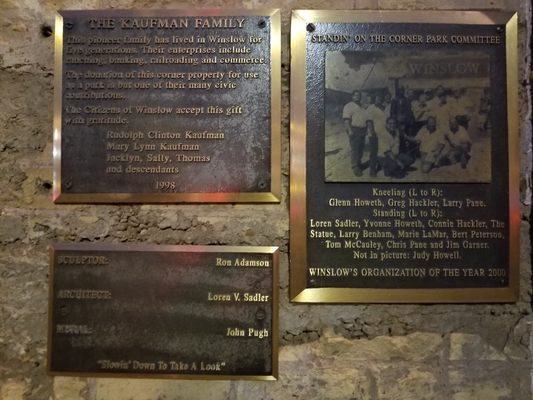 THE KAUFMAN FAMILY
This pioneer Family has lived in Winslow for
five generations. Their enterprises include
ranching, banking, railroading and commerce.
The donation of this corner property for use
as a park is but one of their many civic
contributions.
The Citizens of Winslow accept this gift
with gratitude.
Rudolph Clinton Kaufman
Mary Lynn Kaufman
Jacklyn, Sally, Thomas
and descendants
1998
SCULPTOR: Ron Adamson
ARCHITECT: Loren V. Sadler
MURAL: John Pugh
"Slowin' Down To Take A Look"
STANDIN' ON THE CORNER PARK COMMITTEE
WINSLOW
Kneeling (L to R):
Glenn Howeth, Greg Hackler, Larry Pane.
Standing (L to R):
Loren Sadler, Yvonne Howeth, Connie Hackler, The
Statue, Larry Benham, Marie LaMar, Bert Peterson,
Tom McCauley, Chris Pane and Jim Garner.
Not in picture: Judy Howell.
WINSLOW'S ORGANIZATION OF THE YEAR 2000